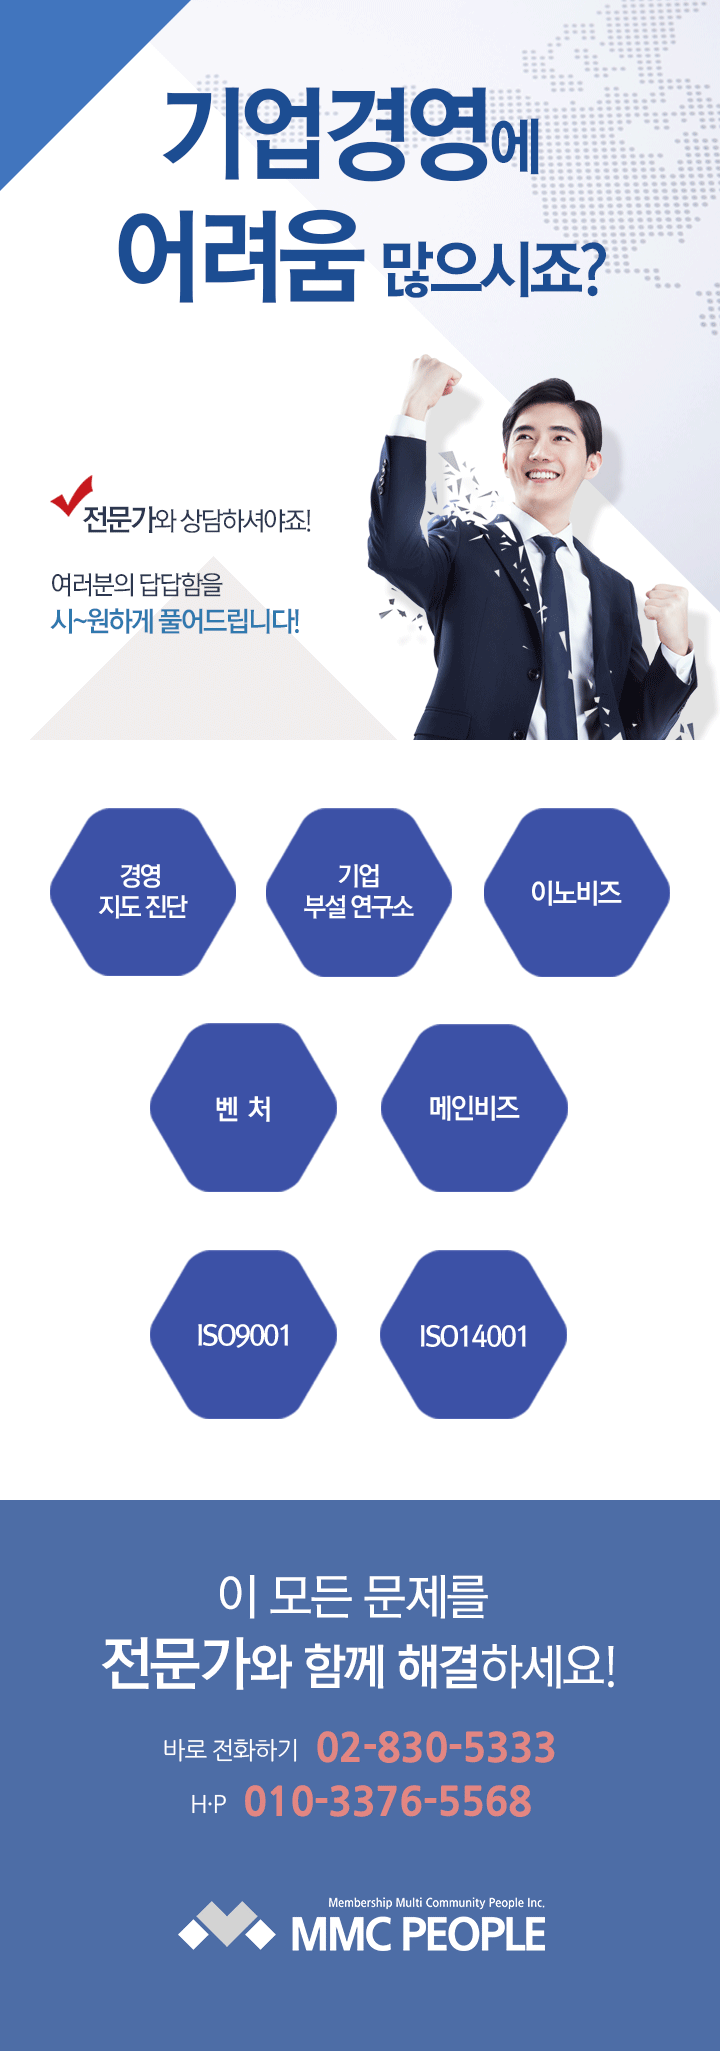 기업경영에
어려움 많으시죠?
전문가와 상담하셔야죠!
여러분의 답답함을
시~원하게 풀어드립니다!
경영
지도 진단
기업
부설 연구소
이노비즈
벤 처
메인비즈
ISO9001
ISO14001
이 모든 문제를
전문가와 함께 해결하세요!
바로 전화하기 02-830-5333
H·P 010-3376-5568
Membership Multi Community People Inc.
MMC PEOPLE